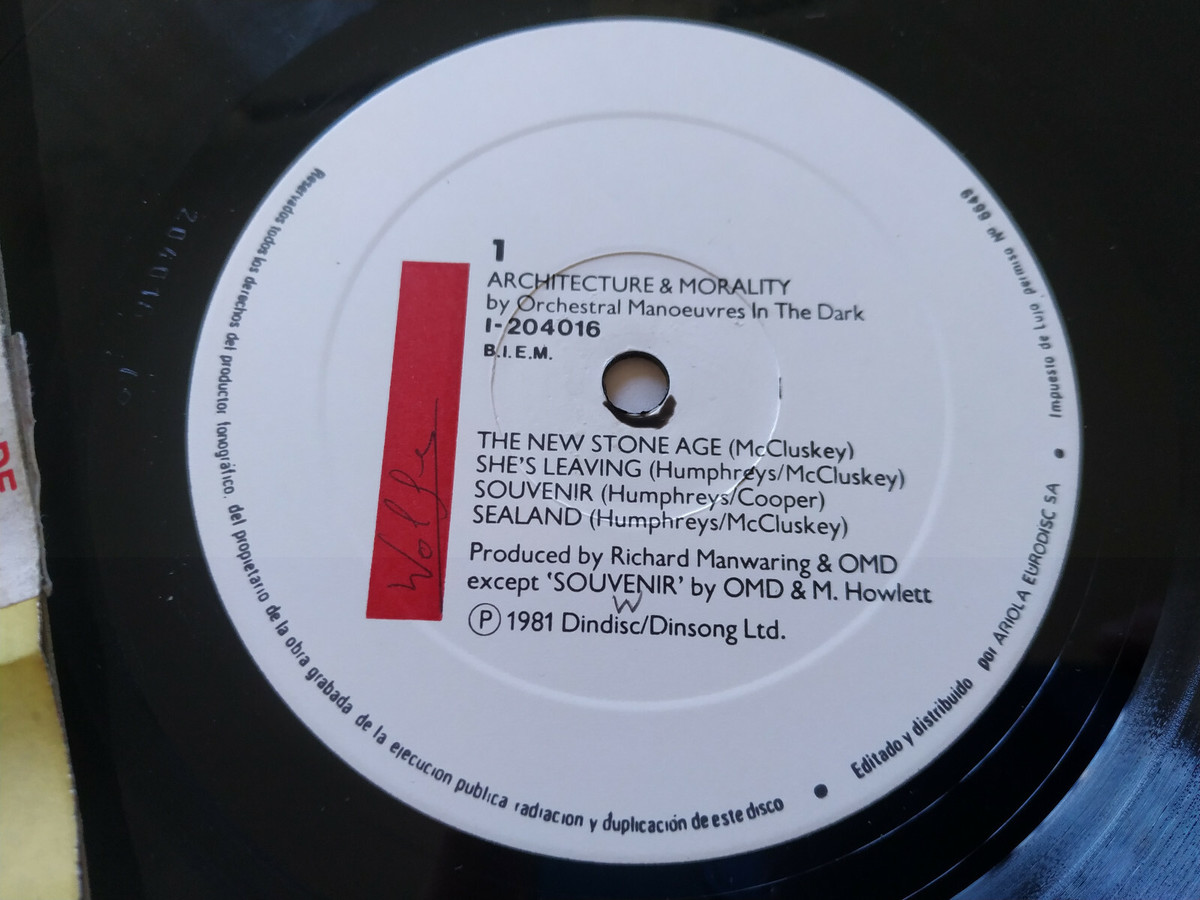 1
ARCHITECTURE & MORALITY
by Orchestral Manoeuvres In The Dark
I-204016
B.I.E.M.
THE NEW STONE AGE (McCluskey)
SHE'S LEAVING (Humphreys/McCluskey)
SOUVENIR (Humphreys/Cooper)
SEALAND (Humphreys/McCluskey)
Produced by Richard Manwaring & OMD
except 'SOUVENIR' by OMD & M. Howlett
W
Ⓟ 1981 Dindisc/Dinsong Ltd.
Reservados todos los derechos del productor fonográfico, del propietario de la obra grabada de la ejecucion publica radiacion y duplicación de este disco • Editado y distribuido por ARIOLA EURODISC SA • Impuesto de Lujo, permiso Nº 6649
DE